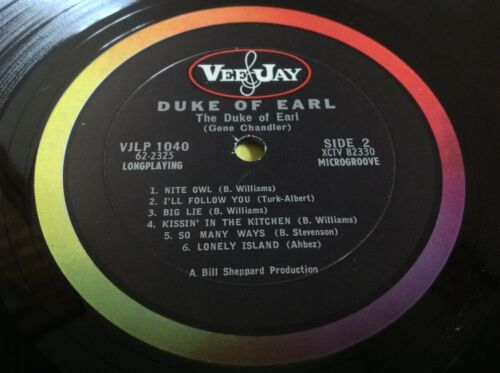 VEE JAY
DUKE OF EARL
The Duke of Earl
(Gene Chandler)
VJLP 1040
62-2325
LONGPLAYING
SIDE 2
XCTV 82330
MICROGROOVE
1. NITE OWL (B. Williams)
2. I'LL FOLLOW YOU (Turk-Albert)
3. BIG LIE (B. Williams)
4. KISSIN' IN THE KITCHEN (B. Williams)
5. SO MANY WAYS (B. Stevenson)
6. LONELY ISLAND (Ahbez)
A Bill Sheppard Production